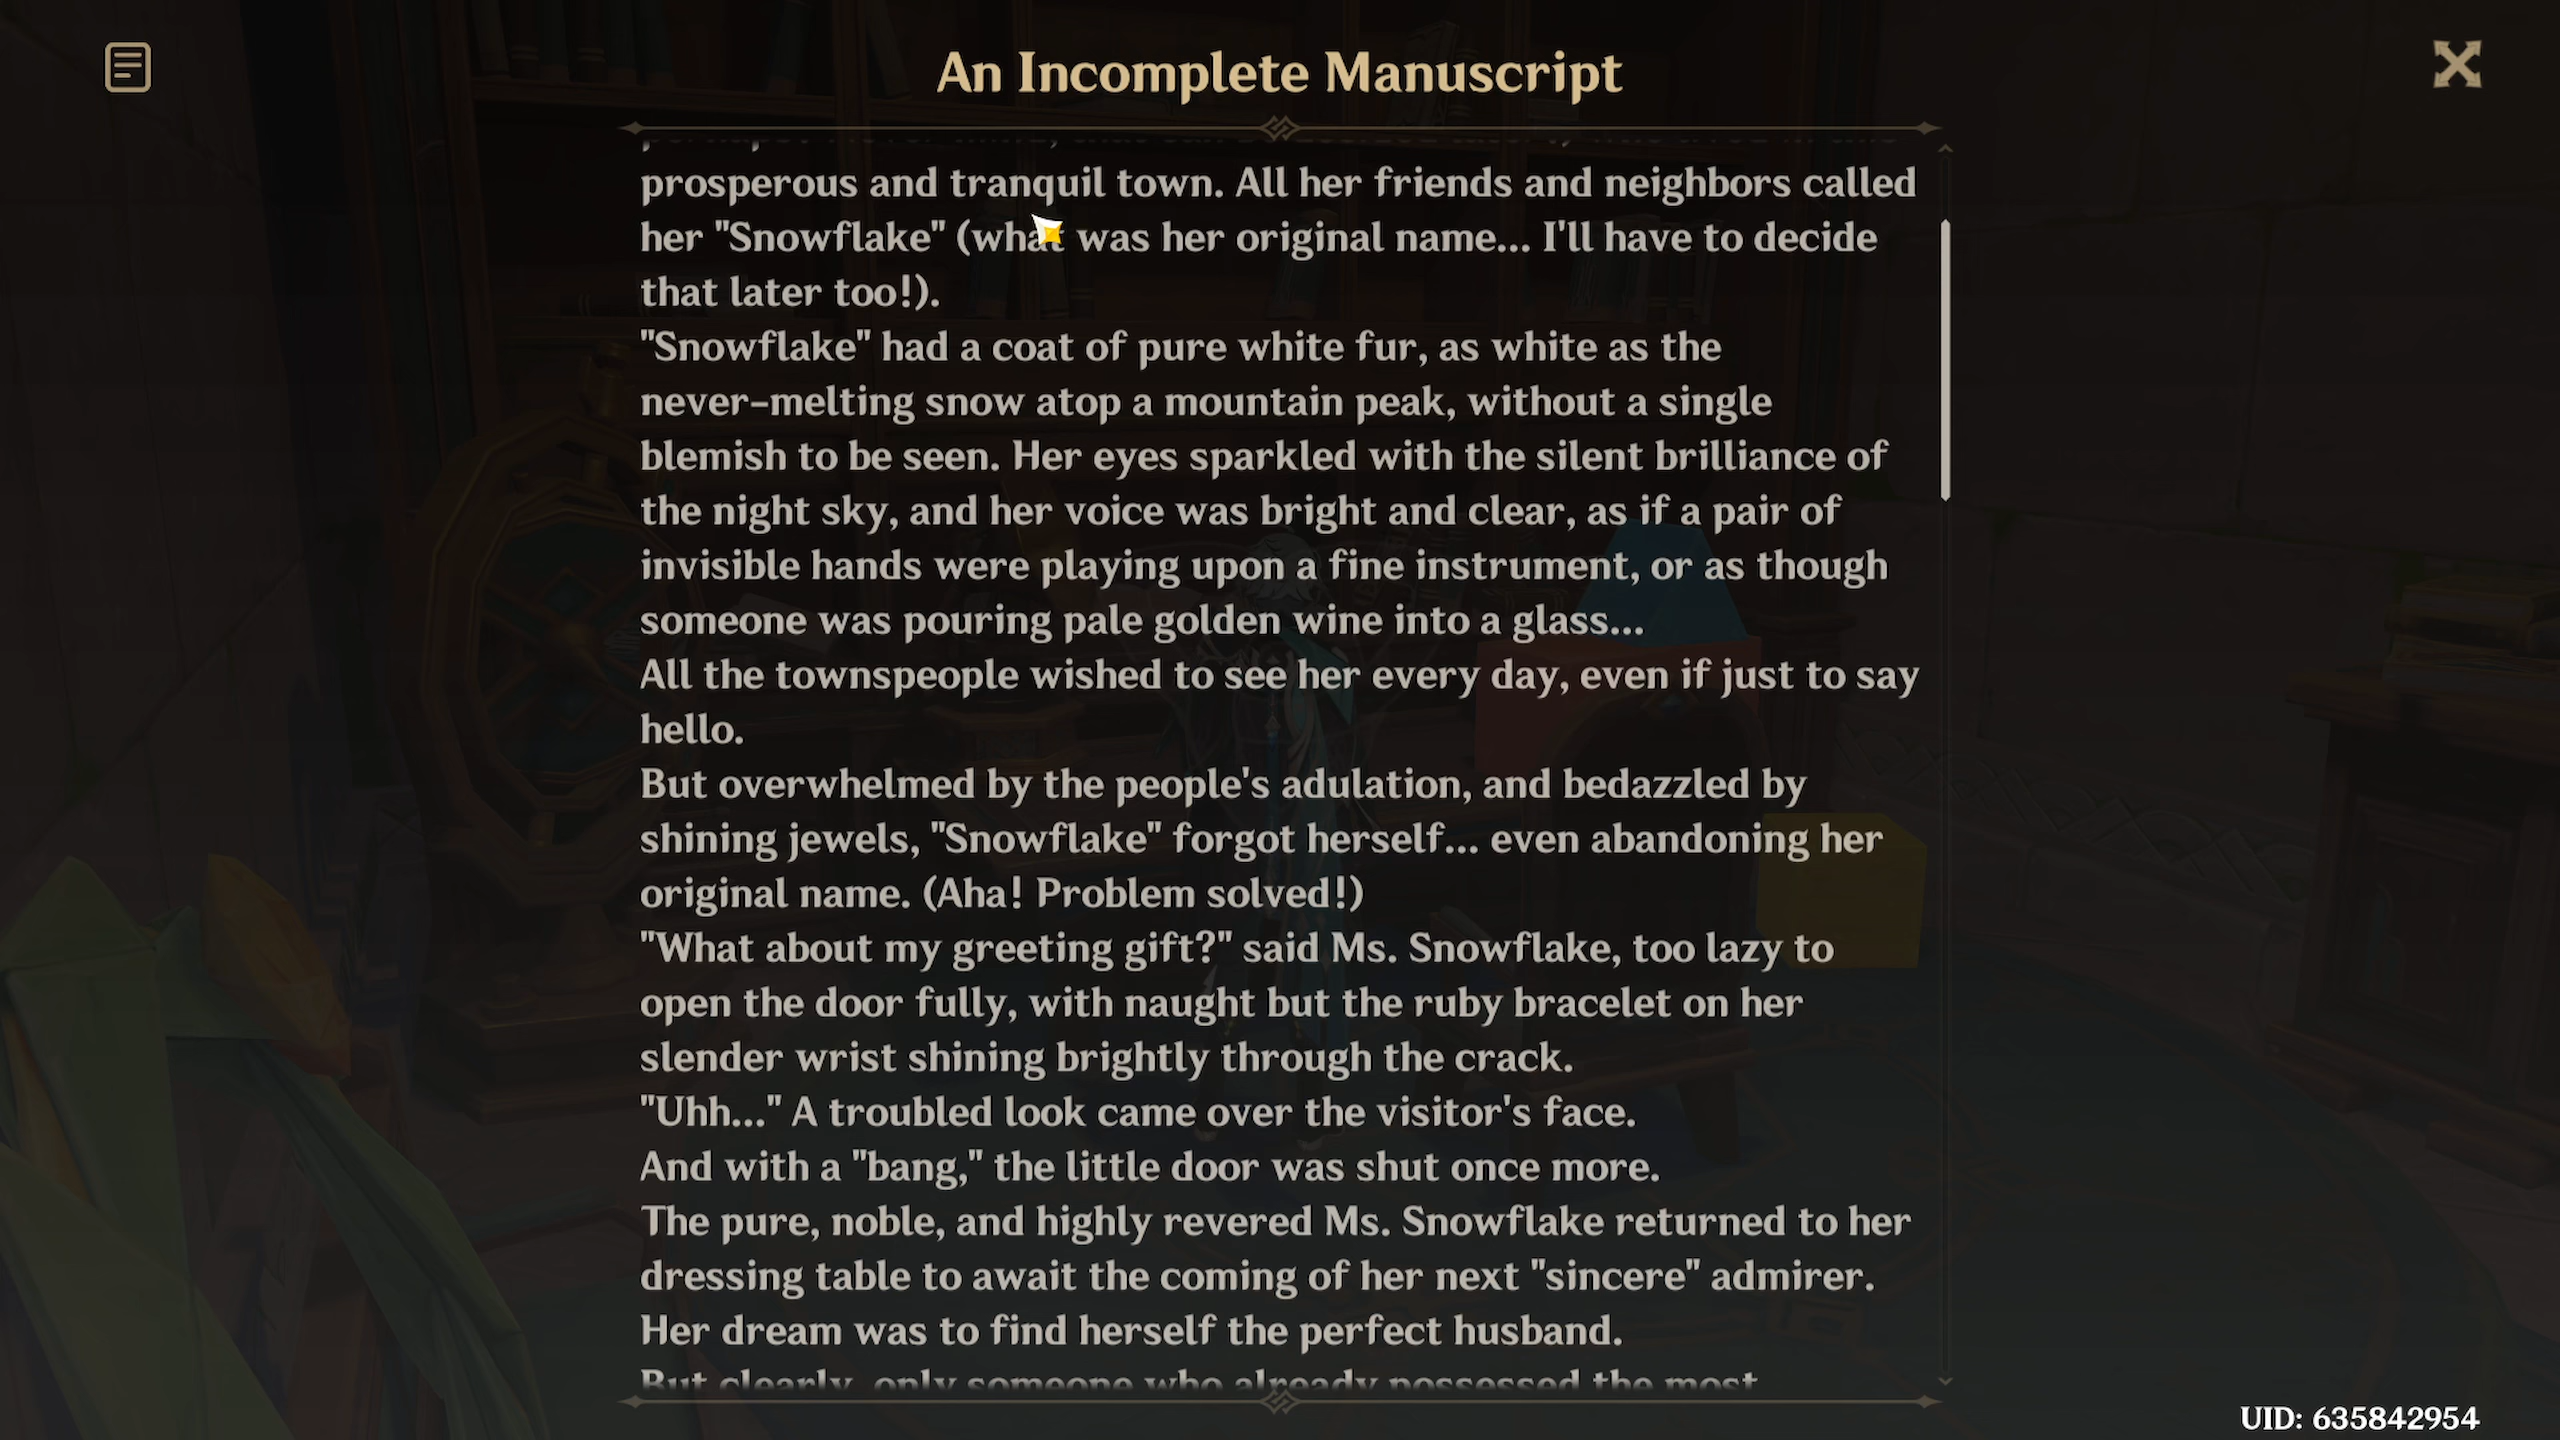 An Incomplete Manuscript
prosperous and tranquil town. All her friends and neighbors called
her "Snowflake" (what was her original name... I'll have to decide
that later too!).
"Snowflake" had a coat of pure white fur, as white as the
never-melting snow atop a mountain peak, without a single
blemish to be seen. Her eyes sparkled with the silent brilliance of
the night sky, and her voice was bright and clear, as if a pair of
invisible hands were playing upon a fine instrument, or as though
someone was pouring pale golden wine into a glass...
All the townspeople wished to see her every day, even if just to say
hello.
But overwhelmed by the people's adulation, and bedazzled by
shining jewels, "Snowflake" forgot herself... even abandoning her
original name. (Aha! Problem solved!)
"What about my greeting gift?" said Ms. Snowflake, too lazy to
open the door fully, with naught but the ruby bracelet on her
slender wrist shining brightly through the crack.
"Uhh..." A troubled look came over the visitor's face.
And with a "bang," the little door was shut once more.
The pure, noble, and highly revered Ms. Snowflake returned to her
dressing table to await the coming of her next "sincere" admirer.
Her dream was to find herself the perfect husband.
But clearly, only someone who already possessed the most
UID: 635842954